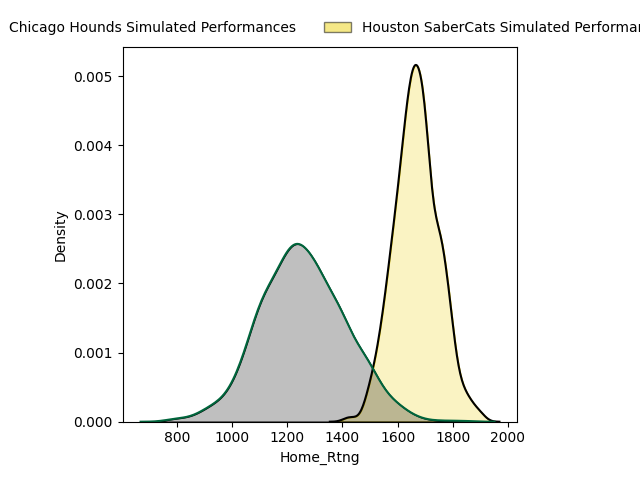 Chicago Hounds Simulated Performances
Houston SaberCats Simulated
0.005
0.004
0.003
0.002
0.001
0.000
Density
800 1000 1200 1400 1600 1800 2000
Home_Rtng